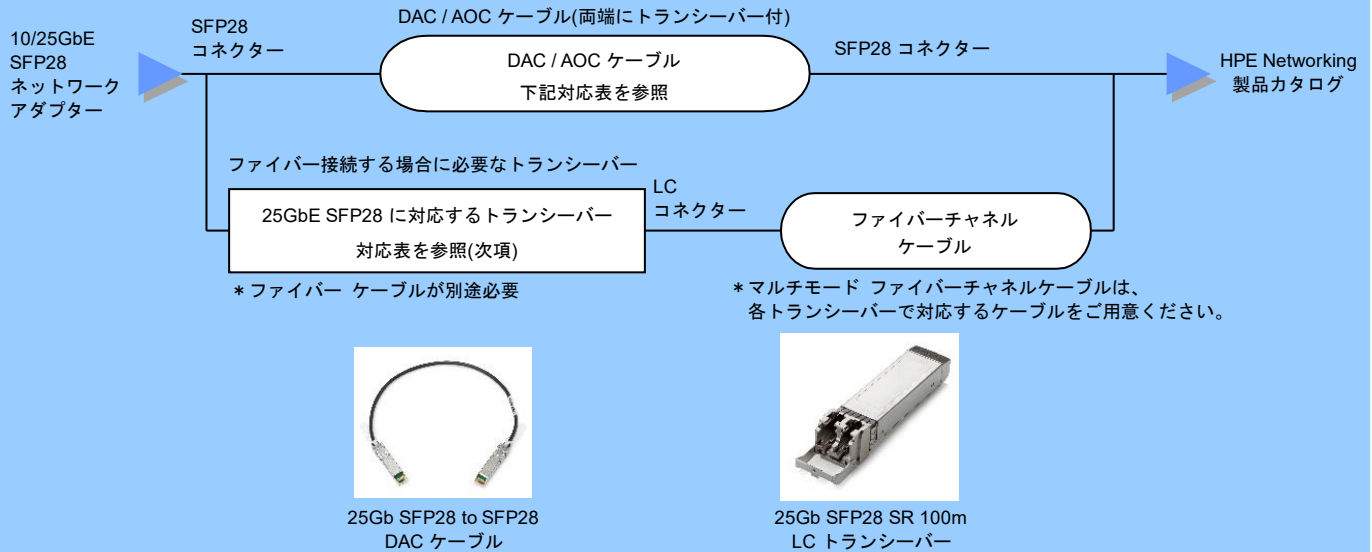 DAC / AOC ケーブル(両端にトランシーバー付)
10/25GbE
SFP28
ネットワーク
アダプター
SFP28
コネクター
DAC / AOC ケーブル
下記対応表を参照
SFP28 コネクター
HPE Networking
製品カタログ
ファイバー接続する場合に必要なトランシーバー
25GbE SFP28 に対応するトランシーバー
対応表を参照(次項)
LC
コネクター
ファイバーチャネル
ケーブル
*ファイバー ケーブルが別途必要
*マルチモード ファイバーチャネルケーブルは、
各トランシーバーで対応するケーブルをご用意ください。
25Gb SFP28 to SFP28
DAC ケーブル
25Gb SFP28 SR 100m
LC トランシーバー